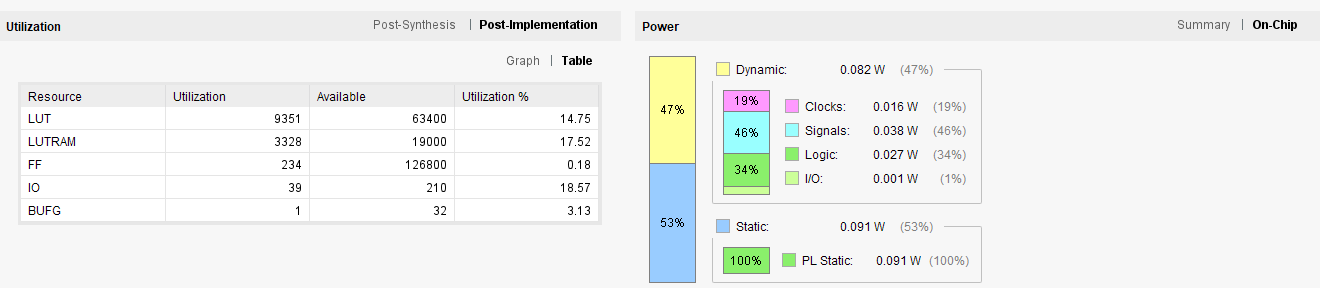 Utilization
Post-Synthesis | Post-Implementation
Graph | Table
Resource Utilization Available Utilization %
LUT 9351 63400 14.75
LUTRAM 3328 19000 17.52
FF 234 126800 0.18
IO 39 210 18.57
BUFG 1 32 3.13
Power
Summary | On-Chip
47%
53%
Dynamic: 0.082 W (47%)
19%
46%
34%
Clocks: 0.016 W (19%)
Signals: 0.038 W (46%)
Logic: 0.027 W (34%)
I/O: 0.001 W (1%)
Static: 0.091 W (53%)
100%
PL Static: 0.091 W (100%)